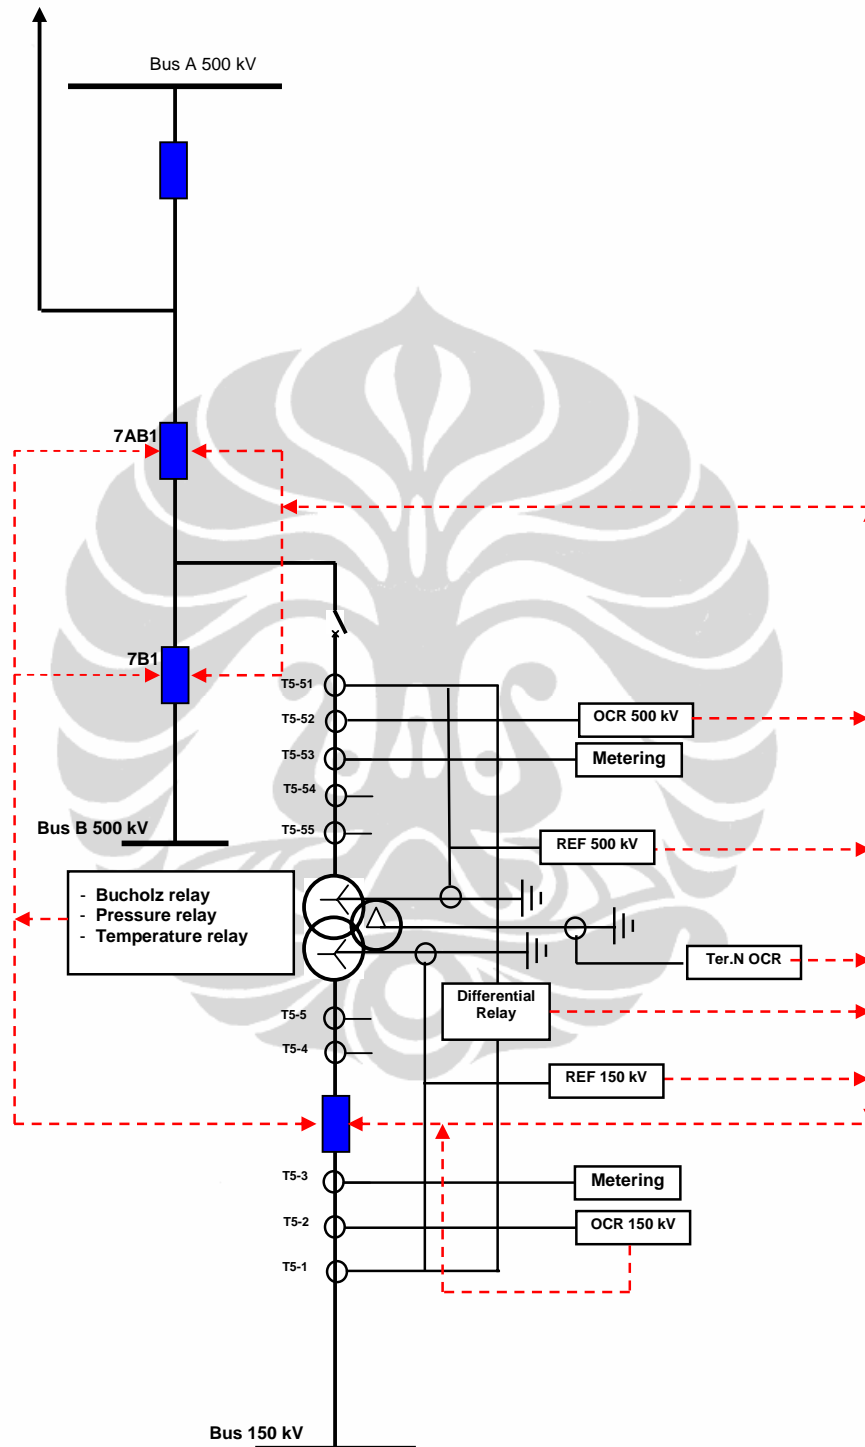 Bus A 500 kV
7AB1
7B1
T5-51
T5-52
OCR 500 kV
T5-53
Metering
T5-54
Bus B 500 kV
T5-55
REF 500 kV
- Bucholz relay
- Pressure relay
- Temperature relay
Ter.N OCR
Differential
Relay
T5-5
T5-4
REF 150 kV
T5-3
Metering
T5-2
OCR 150 kV
T5-1
Bus 150 kV